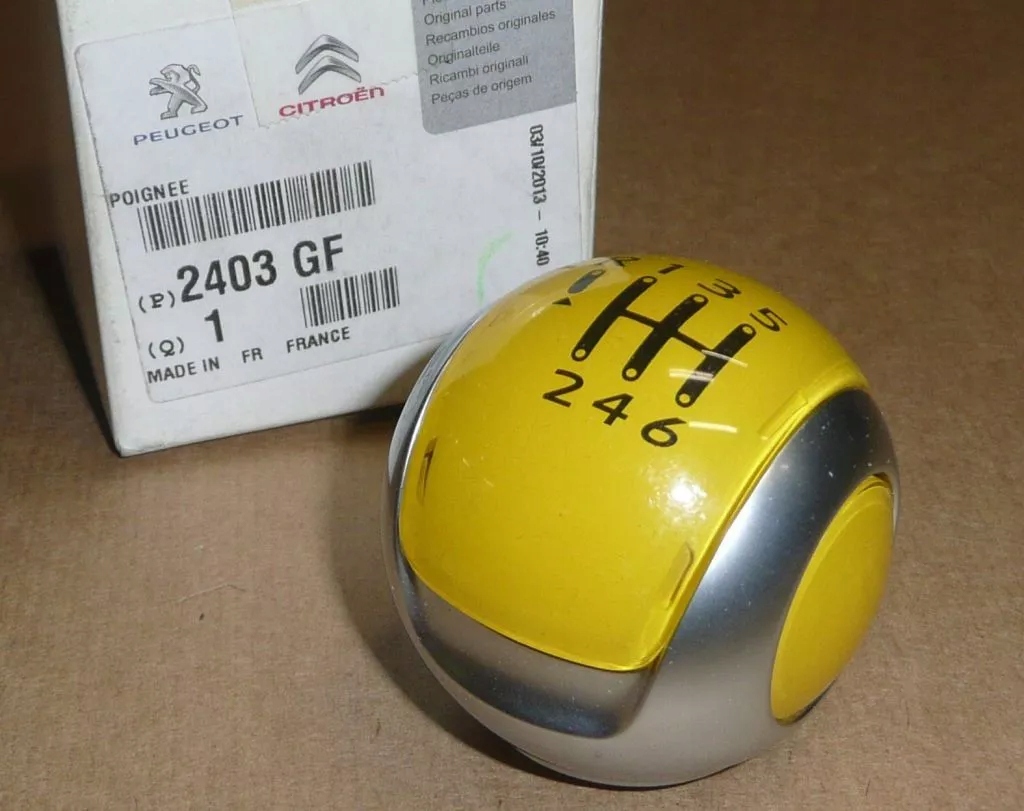 Original parts
Recambios originales
Originalteile
Ricambi originali
Peças de origem
PEUGEOT
CITROËN
03/10/2013 - 10:40
POIGNEE
(P) 2403 GF
(Q) 1
MADE IN FR FRANCE
R 1 3 5
2 4 6